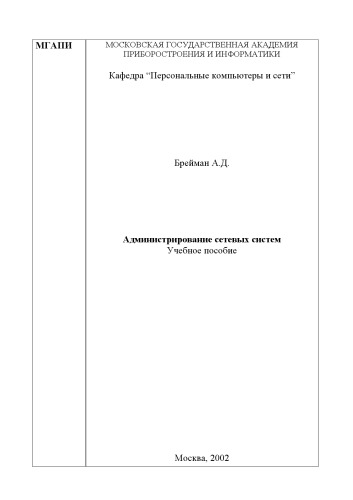 МГАПИ
МОСКОВСКАЯ ГОСУДАРСТВЕННАЯ АКАДЕМИЯ
ПРИБОРОСТРОЕНИЯ И ИНФОРМАТИКИ
Кафедра “Персональные компьютеры и сети”
Брейман А.Д.
Администрирование сетевых систем
Учебное пособие
Москва, 2002